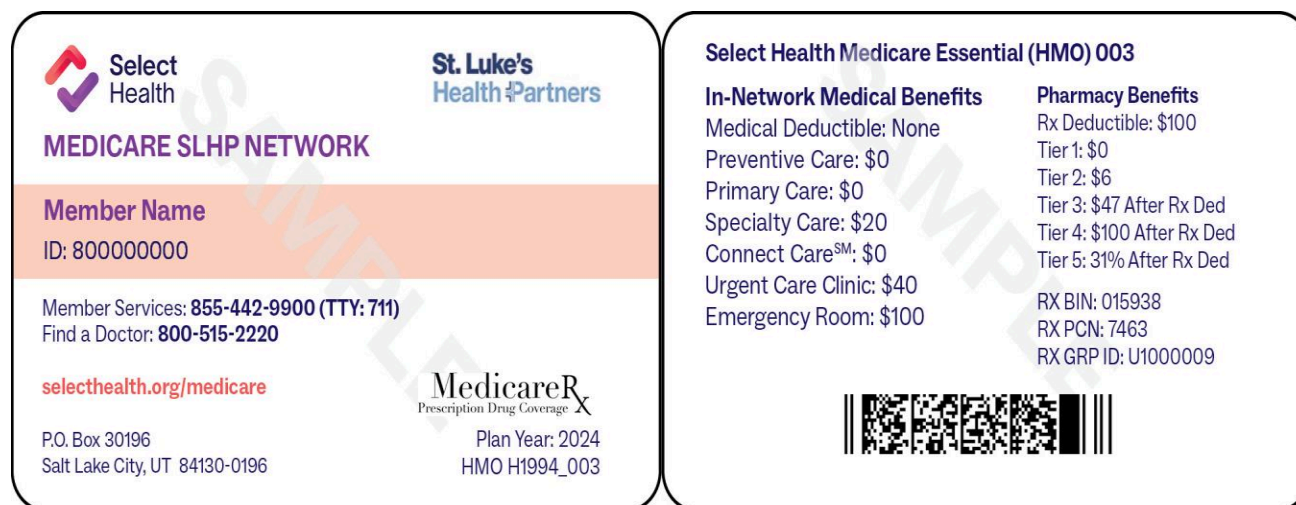 Select
Health
St. Luke's
Health Partners
MEDICARE SLHP NETWORK
Member Name
ID: 800000000
Member Services: 855-442-9900 (TTY: 711)
Find a Doctor: 800-515-2220
selecthealth.org/medicare
MedicareRx
Prescription Drug Coverage
P.O. Box 30196
Salt Lake City, UT 84130-0196
Plan Year: 2024
HMO H1994_003
SAMPLE
Select Health Medicare Essential (HMO) 003
In-Network Medical Benefits
Medical Deductible: None
Preventive Care: $0
Primary Care: $0
Specialty Care: $20
Connect Care℠: $0
Urgent Care Clinic: $40
Emergency Room: $100
Pharmacy Benefits
Rx Deductible: $100
Tier 1: $0
Tier 2: $6
Tier 3: $47 After Rx Ded
Tier 4: $100 After Rx Ded
Tier 5: 31% After Rx Ded
RX BIN: 015938
RX PCN: 7463
RX GRP ID: U1000009
SAMPLE